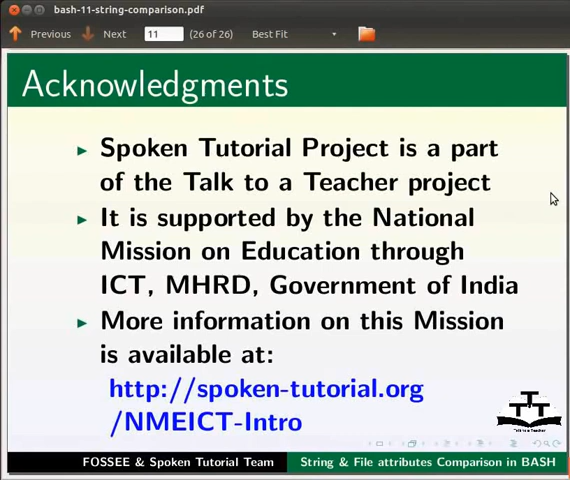 bash-11-string-comparison.pdf
Previous Next 11 (26 of 26) Best Fit
Acknowledgments
Spoken Tutorial Project is a part
of the Talk to a Teacher project
It is supported by the National
Mission on Education through
ICT, MHRD, Government of India
More information on this Mission
is available at:
http://spoken-tutorial.org
/NMEICT-Intro
Talk to a Teacher
FOSSEE & Spoken Tutorial Team String & File attributes Comparison in BASH